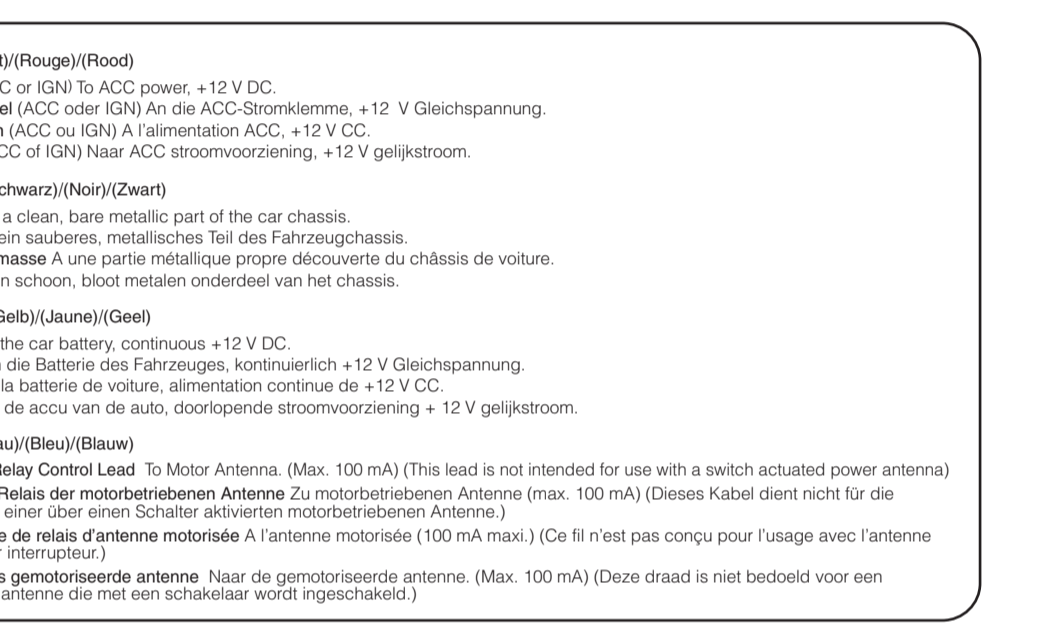 t)/(Rouge)/(Rood)
C or IGN) To ACC power, +12 V DC.
el (ACC oder IGN) An die ACC-Stromklemme, +12 V Gleichspannung.
(ACC ou IGN) A l'alimentation ACC, +12 V CC.
CC of IGN) Naar ACC stroomvoorziening, +12 V gelijkstroom.
chwarz)/(Noir)/(Zwart)
a clean, bare metallic part of the car chassis.
ein sauberes, metallisches Teil des Fahrzeugchassis.
masse A une partie métallique propre découverte du châssis de voiture.
n schoon, bloot metalen onderdeel van het chassis.
Gelb)/(Jaune)/(Geel)
the car battery, continuous +12 V DC.
die Batterie des Fahrzeuges, kontinuierlich +12 V Gleichspannung.
la batterie de voiture, alimentation continue de +12 V CC.
de accu van de auto, doorlopende stroomvoorziening + 12 V gelijkstroom.
au)/(Bleu)/(Blauw)
Relay Control Lead To Motor Antenna. (Max. 100 mA) (This lead is not intended for use with a switch actuated power antenna)
Relais der motorbetriebenen Antenne Zu motorbetriebenen Antenne (max. 100 mA) (Dieses Kabel dient nicht für die
einer über einen Schalter aktivierten motorbetriebenen Antenne.)
e de relais d'antenne motorisée A l'antenne motorisée (100 mA maxi.) (Ce fil n'est pas conçu pour l'usage avec l'antenne
interrupteur.)
s gemotoriseerde antenne Naar de gemotoriseerde antenne. (Max. 100 mA) (Deze draad is niet bedoeld voor een
antenne die met een schakelaar wordt ingeschakeld.)